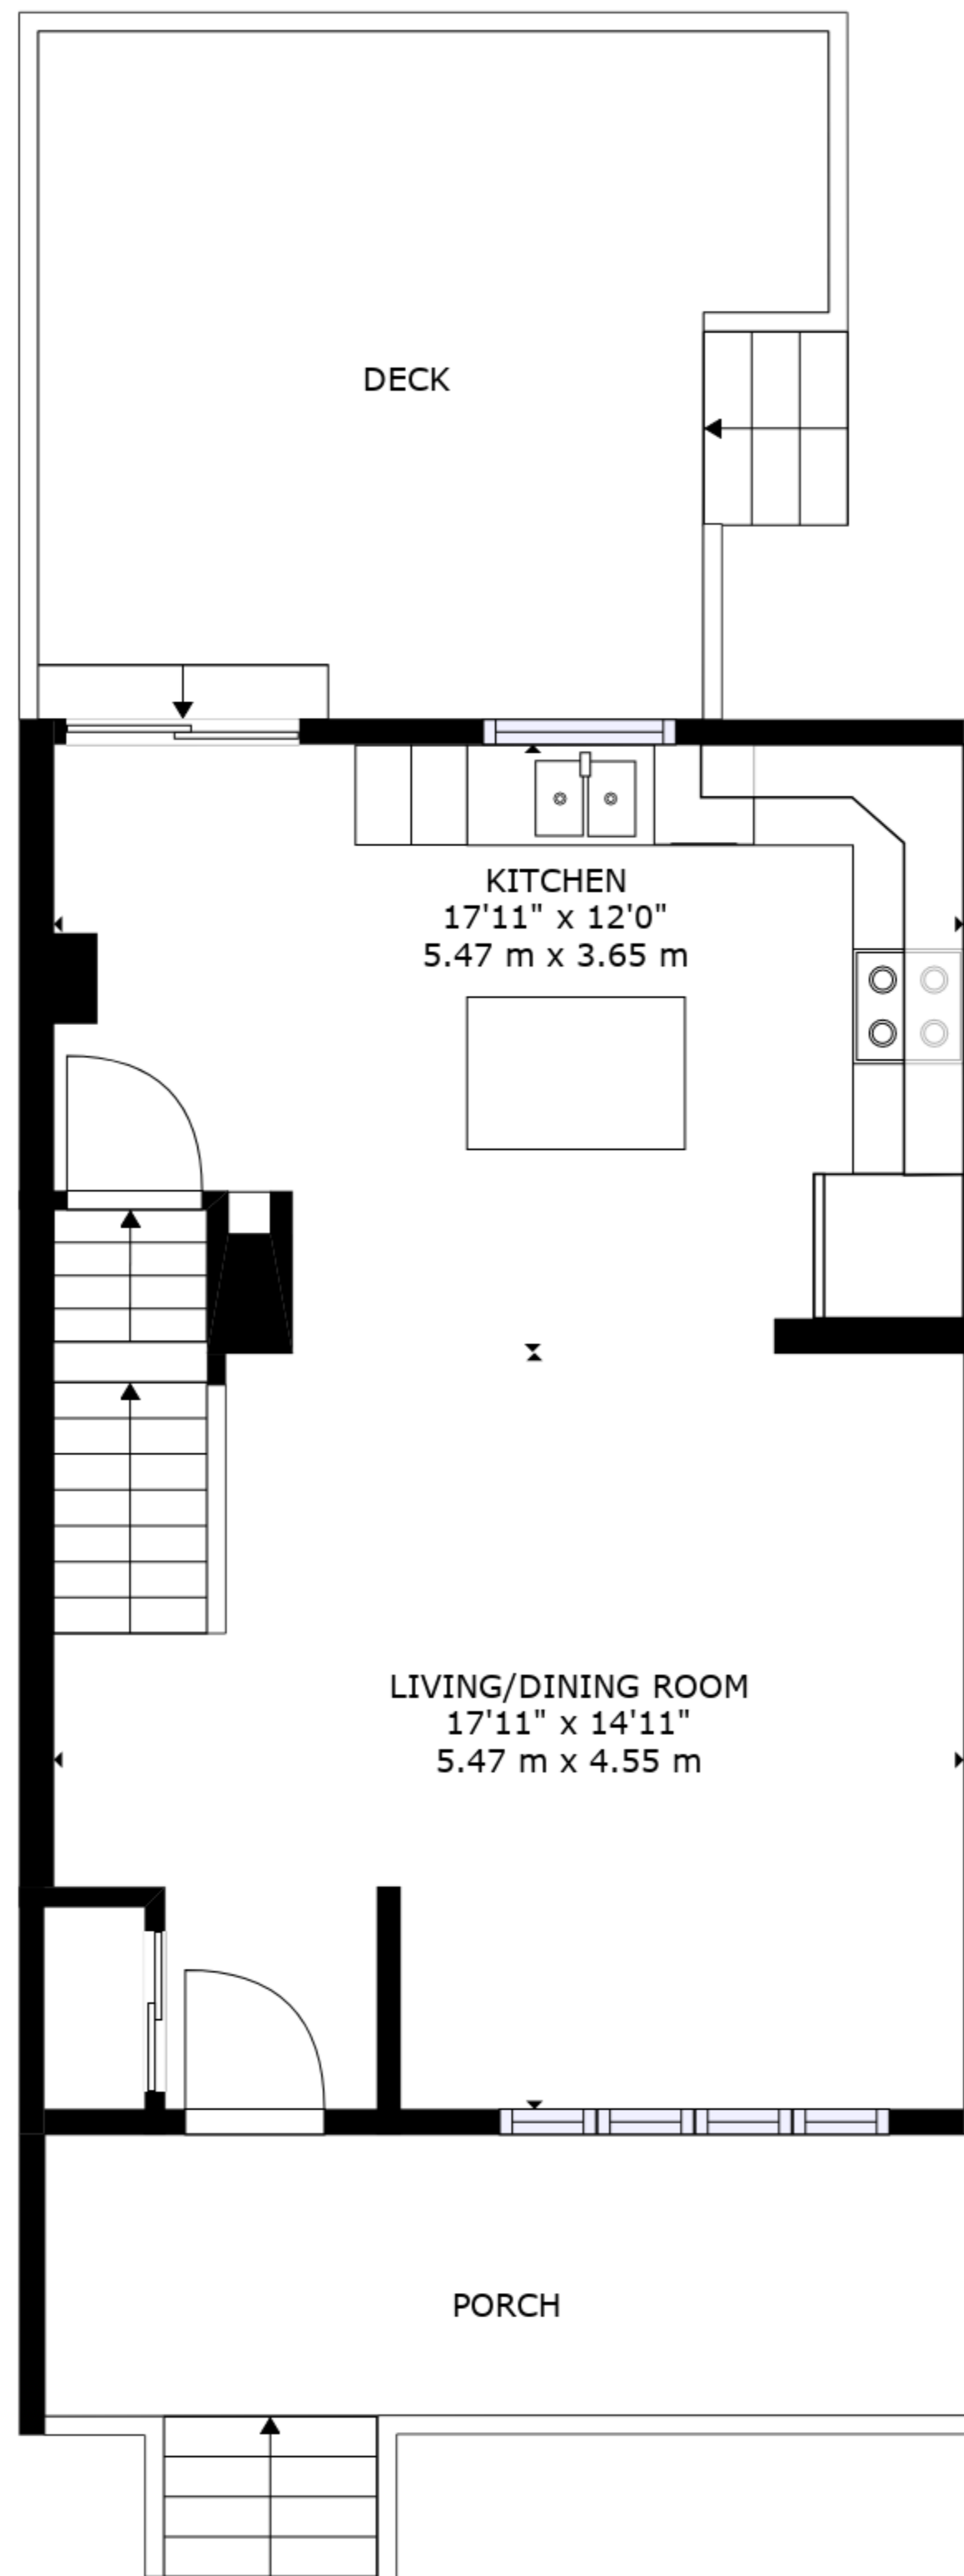 DECK
KITCHEN
17'11" x 12'0"
5.47 m x 3.65 m
LIVING/DINING ROOM
17'11" x 14'11"
5.47 m x 4.55 m
PORCH